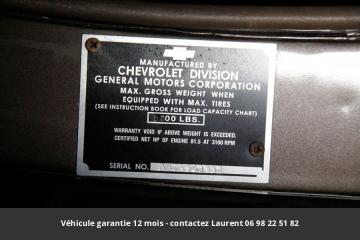 MANUFACTURED BY
CHEVROLET DIVISION
GENERAL MOTORS CORPORATION
MAX. GROSS WEIGHT WHEN
EQUIPPED WITH MAX. TIRES
(SEE INSTRUCTION BOOK FOR LOAD CAPACITY CHART)
LBS.
WARRANTY VOID IF ABOVE WEIGHT IS EXCEEDED.
CERTIFIED NET HP OF ENGINE 81.5 AT 3100 RPM
SERIAL NO.
Véhicule garantie 12 mois - contactez Laurent 06 98 22 51 82